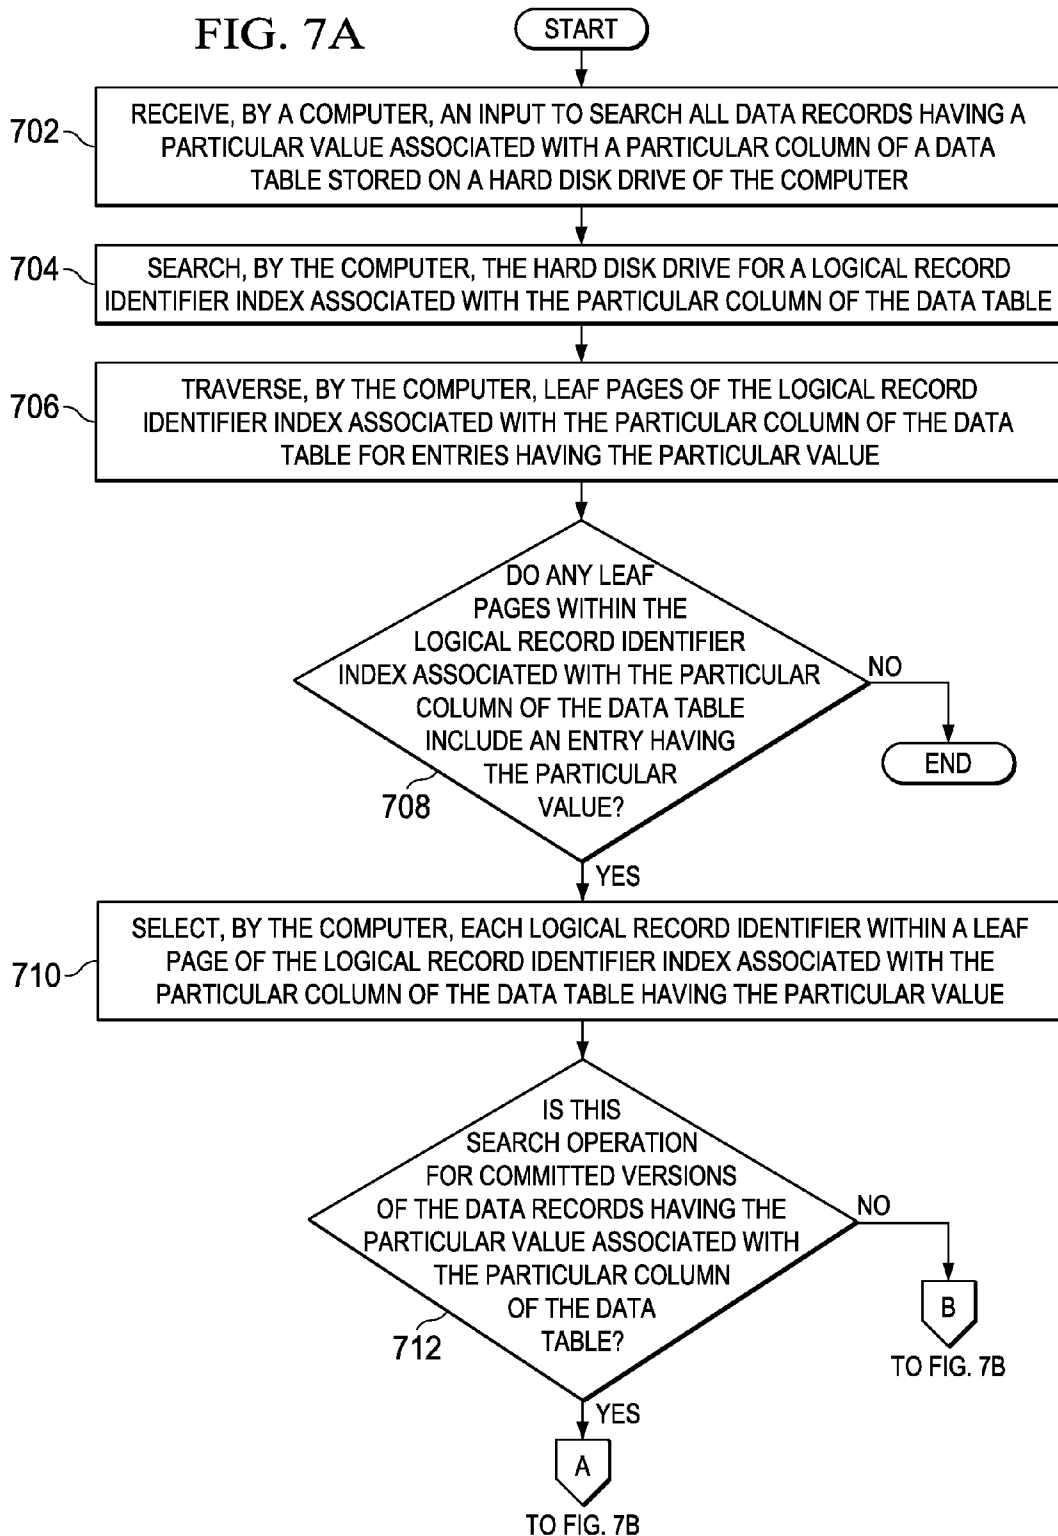 FIG. 7A
START
702
RECEIVE, BY A COMPUTER, AN INPUT TO SEARCH ALL DATA RECORDS HAVING A
PARTICULAR VALUE ASSOCIATED WITH A PARTICULAR COLUMN OF A DATA
TABLE STORED ON A HARD DISK DRIVE OF THE COMPUTER
704
SEARCH, BY THE COMPUTER, THE HARD DISK DRIVE FOR A LOGICAL RECORD
IDENTIFIER INDEX ASSOCIATED WITH THE PARTICULAR COLUMN OF THE DATA TABLE
706
TRAVERSE, BY THE COMPUTER, LEAF PAGES OF THE LOGICAL RECORD
IDENTIFIER INDEX ASSOCIATED WITH THE PARTICULAR COLUMN OF THE DATA
TABLE FOR ENTRIES HAVING THE PARTICULAR VALUE
DO ANY LEAF
PAGES WITHIN THE
LOGICAL RECORD IDENTIFIER
INDEX ASSOCIATED WITH THE PARTICULAR
COLUMN OF THE DATA TABLE
INCLUDE AN ENTRY HAVING
THE PARTICULAR
VALUE?
708
NO
END
YES
710
SELECT, BY THE COMPUTER, EACH LOGICAL RECORD IDENTIFIER WITHIN A LEAF
PAGE OF THE LOGICAL RECORD IDENTIFIER INDEX ASSOCIATED WITH THE
PARTICULAR COLUMN OF THE DATA TABLE HAVING THE PARTICULAR VALUE
IS THIS
SEARCH OPERATION
FOR COMMITTED VERSIONS
OF THE DATA RECORDS HAVING THE
PARTICULAR VALUE ASSOCIATED WITH
THE PARTICULAR COLUMN
OF THE DATA
TABLE?
712
NO
B
TO FIG. 7B
YES
A
TO FIG. 7B